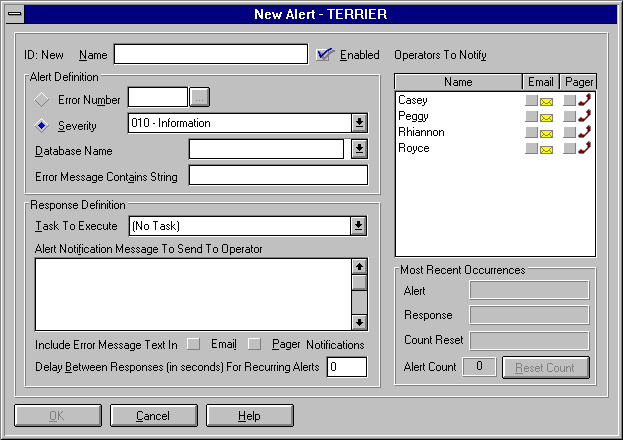 New Alert - TERRIER
ID: New Name Enabled
Alert Definition
Error Number ...
Severity 010 - Information
Database Name
Error Message Contains String
Response Definition
Task To Execute (No Task)
Alert Notification Message To Send To Operator
Include Error Message Text In Email Pager Notifications
Delay Between Responses (in seconds) For Recurring Alerts 0
Operators To Notify
Name Email Pager
Casey
Peggy
Rhiannon
Royce
Most Recent Occurrences
Alert
Response
Count Reset
Alert Count 0 Reset Count
OK Cancel Help